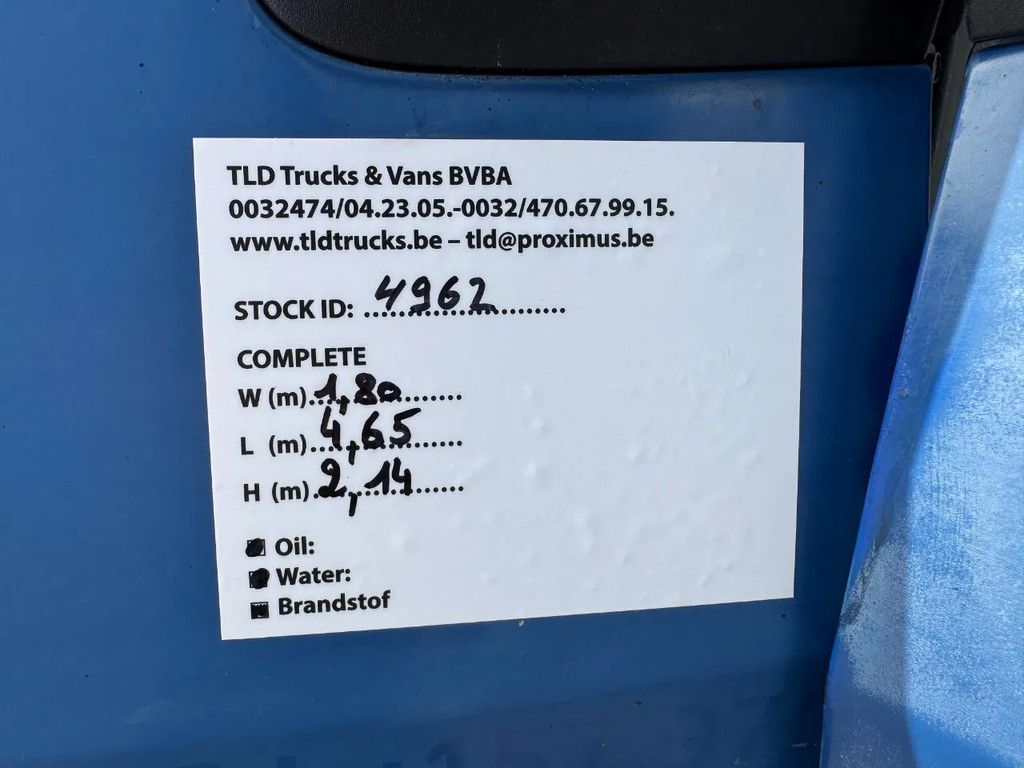 TLD Trucks & Vans BVBA
0032474/04.23.05.-0032/470.67.99.15.
www.tldtrucks.be – tld@proximus.be
STOCK ID: 4962
COMPLETE
W (m) 1,80
L (m) 4,65
H (m) 2,14
Oil:
Water:
Brandstof